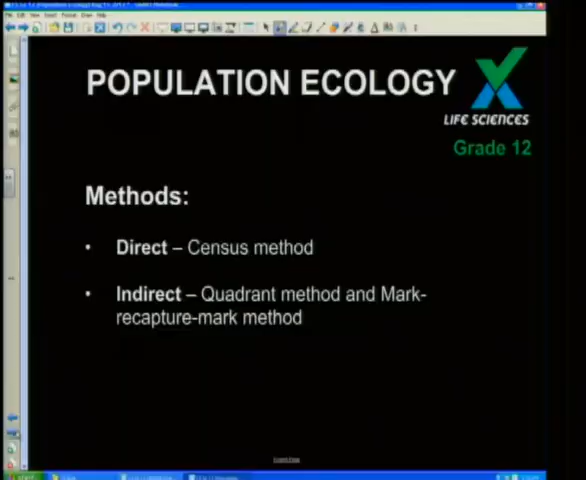 POPULATION ECOLOGY
LIFE SCIENCES
Grade 12
Methods:
• Direct – Census method
• Indirect – Quadrant method and Mark-
recapture-mark method